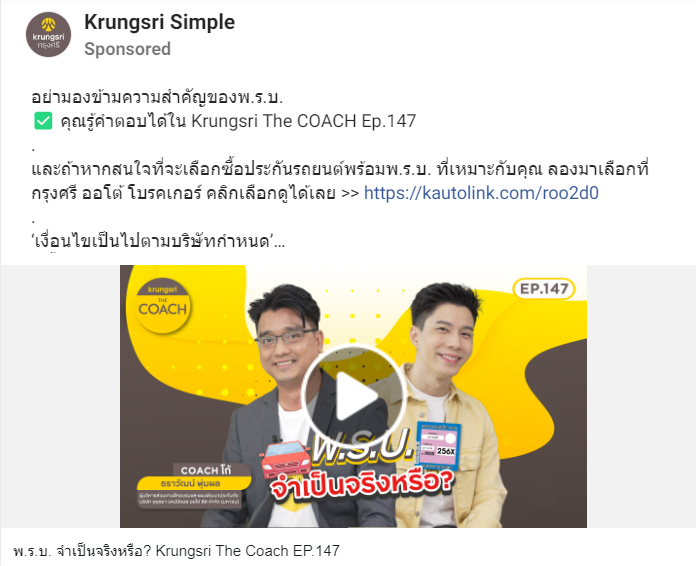 krungsri
กรุงศรี
Krungsri Simple
Sponsored
อย่ามองข้ามความสำคัญของพ.ร.บ.
✅ คุณรู้คำตอบได้ใน Krungsri The COACH Ep.147
.
และถ้าหากสนใจที่จะเลือกซื้อประกันรถยนต์พร้อมพ.ร.บ. ที่เหมาะกับคุณ ลองมาเลือกที่
กรุงศรี ออโต้ โบรคเกอร์ คลิกเลือกดูได้เลย >> https://kautolink.com/roo2d0
.
‘เงื่อนไขเป็นไปตามบริษัทกำหนด’...
krungsri
THE
COACH
EP.147
พ.ร.บ.
256X
จำเป็นจริงหรือ?
COACH โก้
ธราวัฒน์ พุ่มผล
พ.ร.บ. จำเป็นจริงหรือ? Krungsri The Coach EP.147